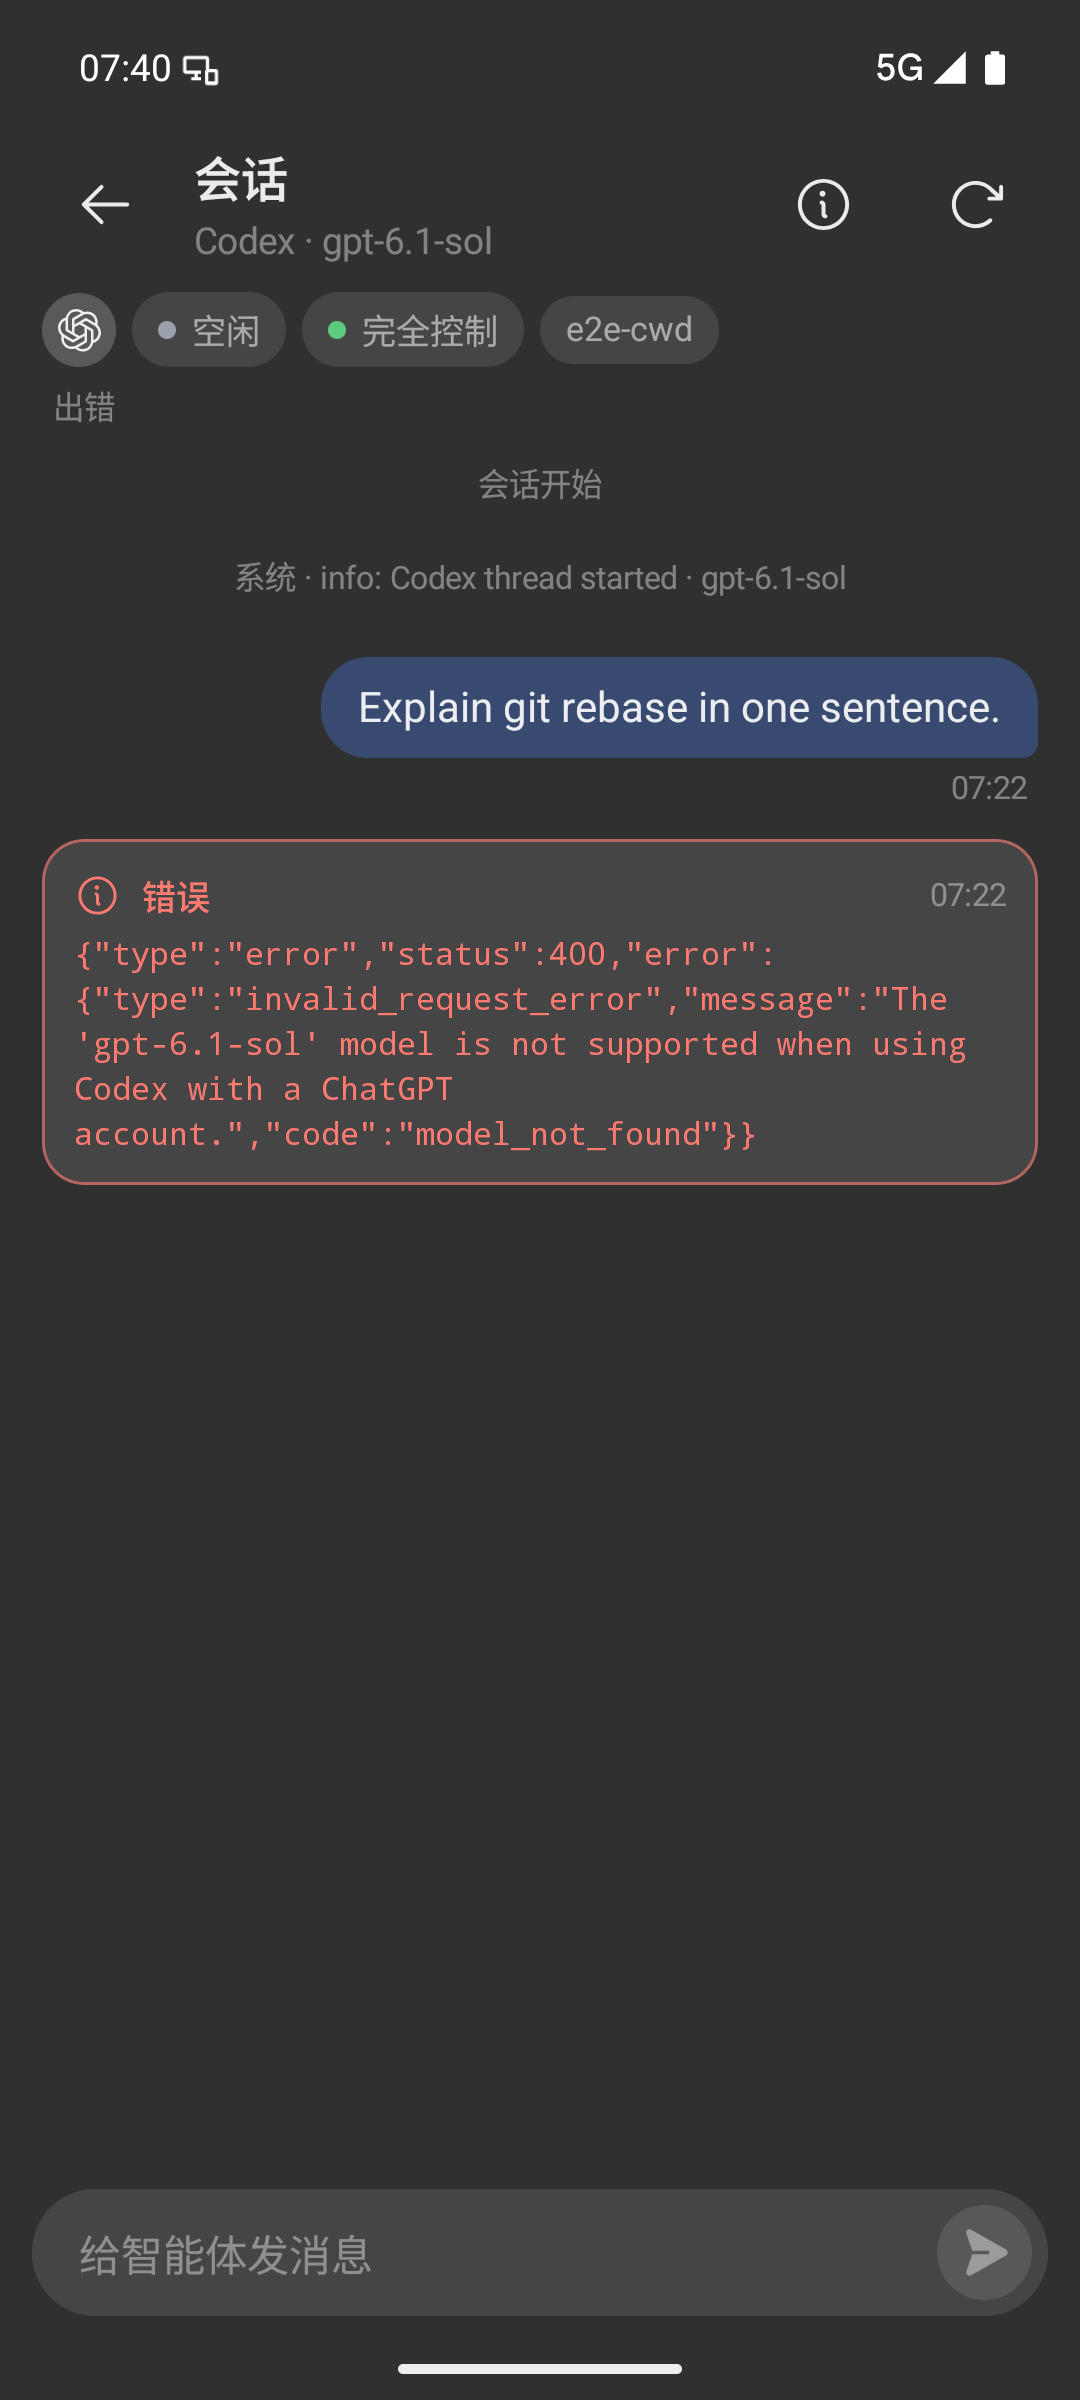 07:40
5G
会话
Codex · gpt-6.1-sol
空闲
完全控制
e2e-cwd
出错
会话开始
系统 · info: Codex thread started · gpt-6.1-sol
Explain git rebase in one sentence.
07:22
错误
07:22
{"type":"error","status":400,"error":
{"type":"invalid_request_error","message":"The
'gpt-6.1-sol' model is not supported when using
Codex with a ChatGPT
account.","code":"model_not_found"}}
给智能体发消息